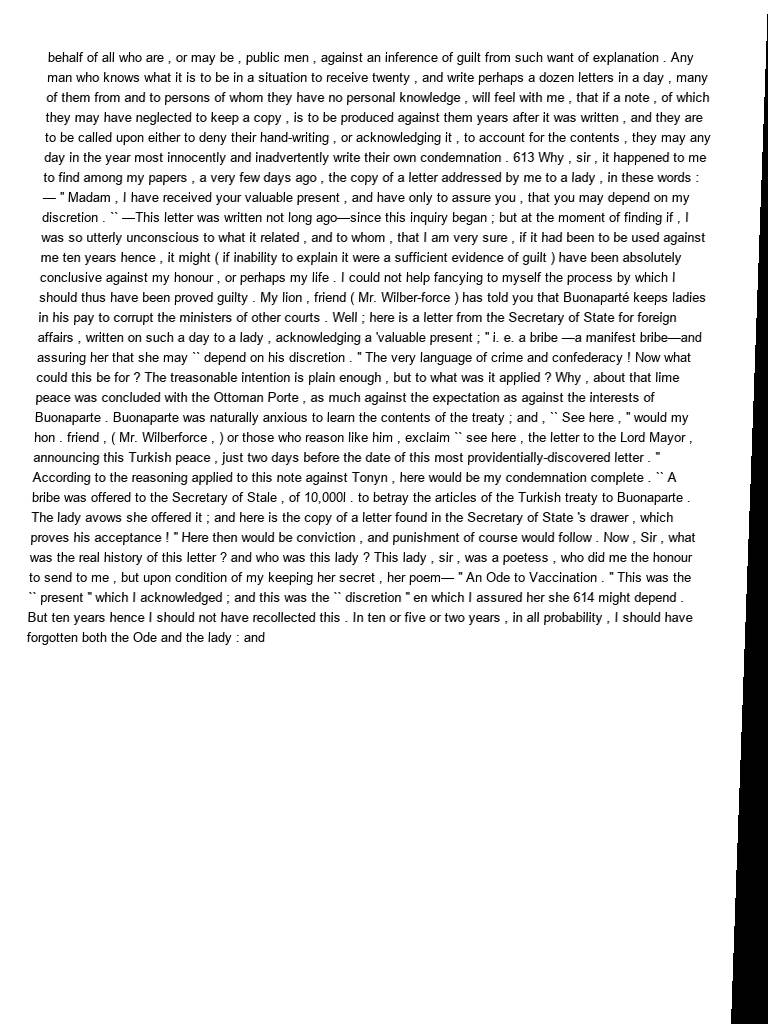 behalf of all who are , or may be , public men , against an inference of guilt from such want of explanation . Any
man who knows what it is to be in a situation to receive twenty , and write perhaps a dozen letters in a day , many
of them from and to persons of whom they have no personal knowledge , will feel with me , that if a note , of which
they may have neglected to keep a copy , is to be produced against them years after it was written , and they are
to be called upon either to deny their hand-writing , or acknowledging it , to account for the contents , they may any
day in the year most innocently and inadvertently write their own condemnation . 613 Why , sir , it happened to me
to find among my papers , a very few days ago , the copy of a letter addressed by me to a lady , in these words :
— " Madam , I have received your valuable present , and have only to assure you , that you may depend on my
discretion . `` —This letter was written not long ago—since this inquiry began ; but at the moment of finding if , I
was so utterly unconscious to what it related , and to whom , that I am very sure , if it had been to be used against
me ten years hence , it might ( if inability to explain it were a sufficient evidence of guilt ) have been absolutely
conclusive against my honour , or perhaps my life . I could not help fancying to myself the process by which I
should thus have been proved guilty . My lion , friend ( Mr. Wilber-force ) has told you that Buonaparté keeps ladies
in his pay to corrupt the ministers of other courts . Well ; here is a letter from the Secretary of State for foreign
affairs , written on such a day to a lady , acknowledging a 'valuable present ; " i. e. a bribe —a manifest bribe—and
assuring her that she may `` depend on his discretion . " The very language of crime and confederacy ! Now what
could this be for ? The treasonable intention is plain enough , but to what was it applied ? Why , about that lime
peace was concluded with the Ottoman Porte , as much against the expectation as against the interests of
Buonaparte . Buonaparte was naturally anxious to learn the contents of the treaty ; and , `` See here , " would my
hon . friend , ( Mr. Wilberforce , ) or those who reason like him , exclaim `` see here , the letter to the Lord Mayor ,
announcing this Turkish peace , just two days before the date of this most providentially-discovered letter . "
According to the reasoning applied to this note against Tonyn , here would be my condemnation complete . `` A
bribe was offered to the Secretary of Stale , of 10,000l . to betray the articles of the Turkish treaty to Buonaparte .
The lady avows she offered it ; and here is the copy of a letter found in the Secretary of State 's drawer , which
proves his acceptance ! " Here then would be conviction , and punishment of course would follow . Now , Sir , what
was the real history of this letter ? and who was this lady ? This lady , sir , was a poetess , who did me the honour
to send to me , but upon condition of my keeping her secret , her poem— " An Ode to Vaccination . " This was the
`` present " which I acknowledged ; and this was the `` discretion " en which I assured her she 614 might depend .
But ten years hence I should not have recollected this . In ten or five or two years , in all probability , I should have
forgotten both the Ode and the lady : and